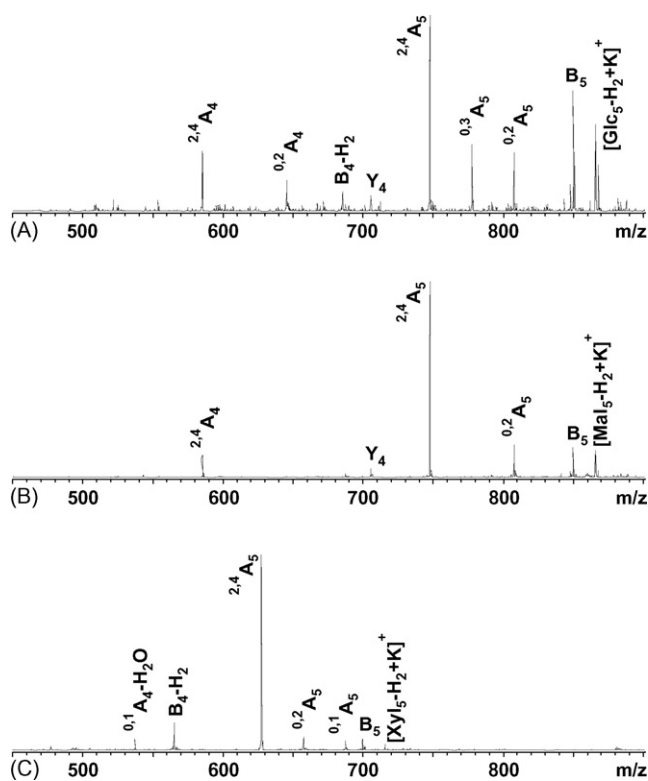 2,4A4
0,2A4
B4-H2
Y4
2,4A5
0,3A5
0,2A5
B5
[Glc5-H2+K]+
(A) 500 600 700 800 m/z
2,4A4
Y4
2,4A5
0,2A5
B5
[Mal5-H2+K]+
(B) 500 600 700 800 m/z
0,1A4-H2O
B4-H2
2,4A5
0,2A5
0,1A5
B5
[Xyl5-H2+K]+
(C) 500 600 700 800 m/z